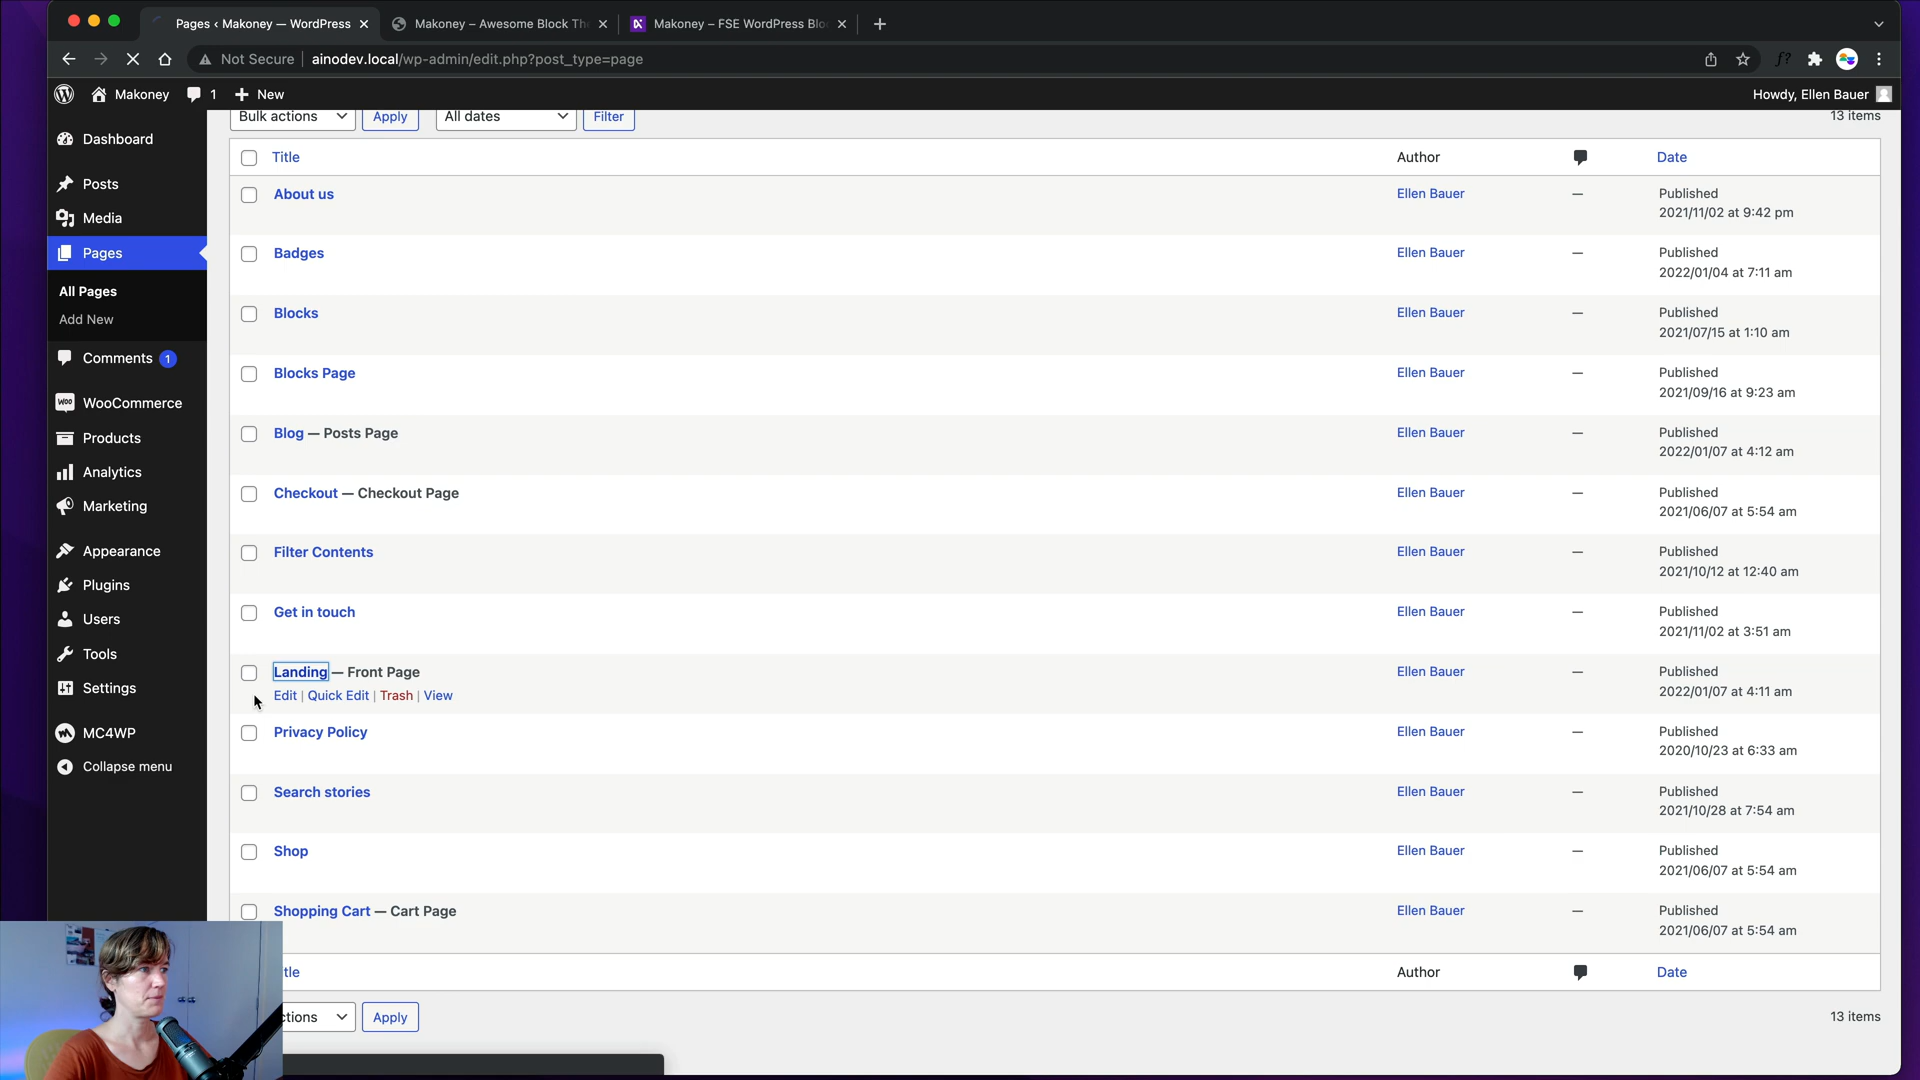 Pages ‹ Makoney — WordPress
Makoney – Awesome Block Th
Makoney – FSE WordPress Blo
Not Secure
ainodev.local/wp-admin/edit.php?post_type=page
Makoney
1
New
Howdy, Ellen Bauer
Dashboard
Posts
Media
Pages
All Pages
Add New
Comments 1
WooCommerce
Products
Analytics
Marketing
Appearance
Plugins
Users
Tools
Settings
MC4WP
Collapse menu
Bulk actions
Apply
All dates
Filter
13 items
Title
Author
Date
About us
Ellen Bauer
—
Published
2021/11/02 at 9:42 pm
Badges
Ellen Bauer
—
Published
2022/01/04 at 7:11 am
Blocks
Ellen Bauer
—
Published
2021/07/15 at 1:10 am
Blocks Page
Ellen Bauer
—
Published
2021/09/16 at 9:23 am
Blog — Posts Page
Ellen Bauer
—
Published
2022/01/07 at 4:12 am
Checkout — Checkout Page
Ellen Bauer
—
Published
2021/06/07 at 5:54 am
Filter Contents
Ellen Bauer
—
Published
2021/10/12 at 12:40 am
Get in touch
Ellen Bauer
—
Published
2021/11/02 at 3:51 am
Landing — Front Page
Edit | Quick Edit | Trash | View
Ellen Bauer
—
Published
2022/01/07 at 4:11 am
Privacy Policy
Ellen Bauer
—
Published
2020/10/23 at 6:33 am
Search stories
Ellen Bauer
—
Published
2021/10/28 at 7:54 am
Shop
Ellen Bauer
—
Published
2021/06/07 at 5:54 am
Shopping Cart — Cart Page
Ellen Bauer
—
Published
2021/06/07 at 5:54 am
tle
Author
Date
ctions
Apply
13 items